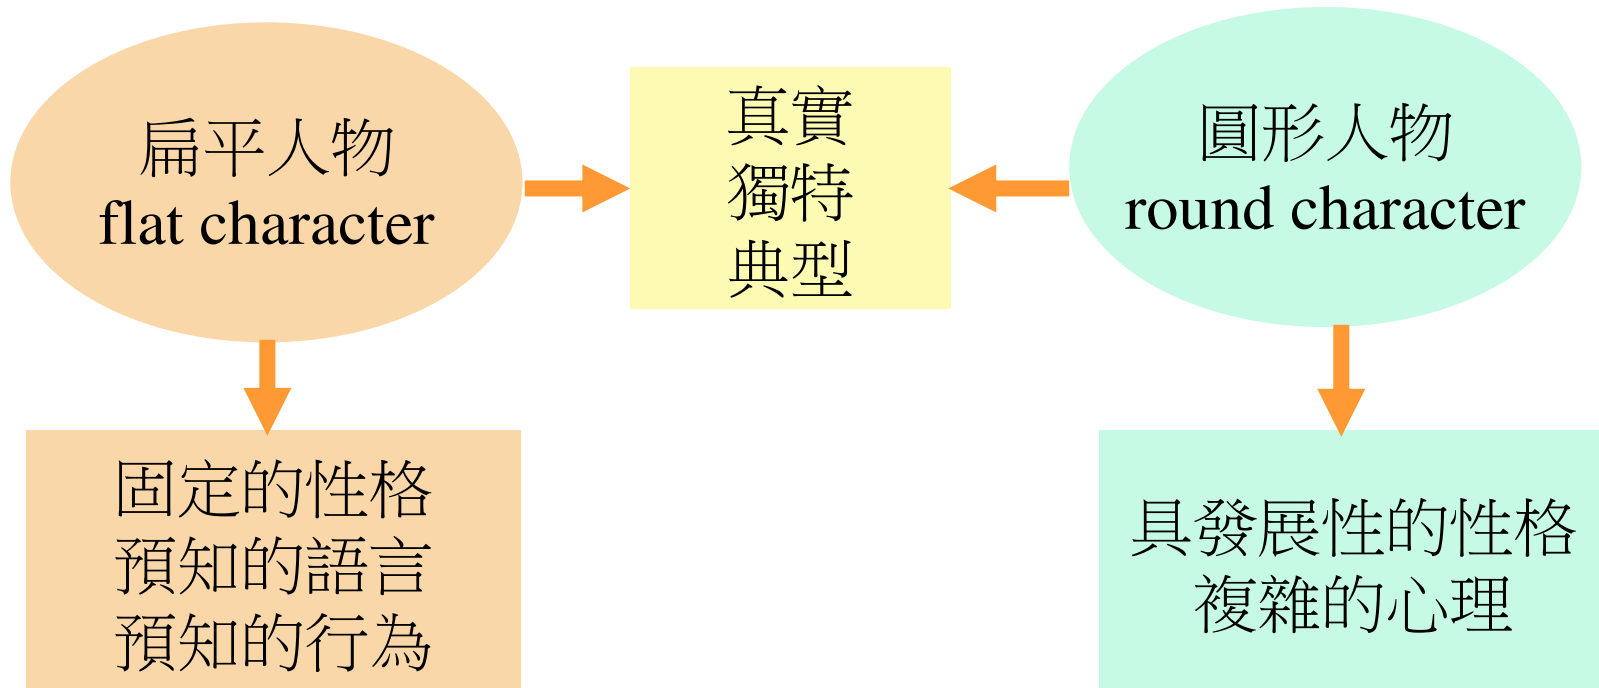 扁平人物
flat character
真實
獨特
典型
圓形人物
round character
固定的性格
預知的語言
預知的行為
具發展性的性格
複雜的心理